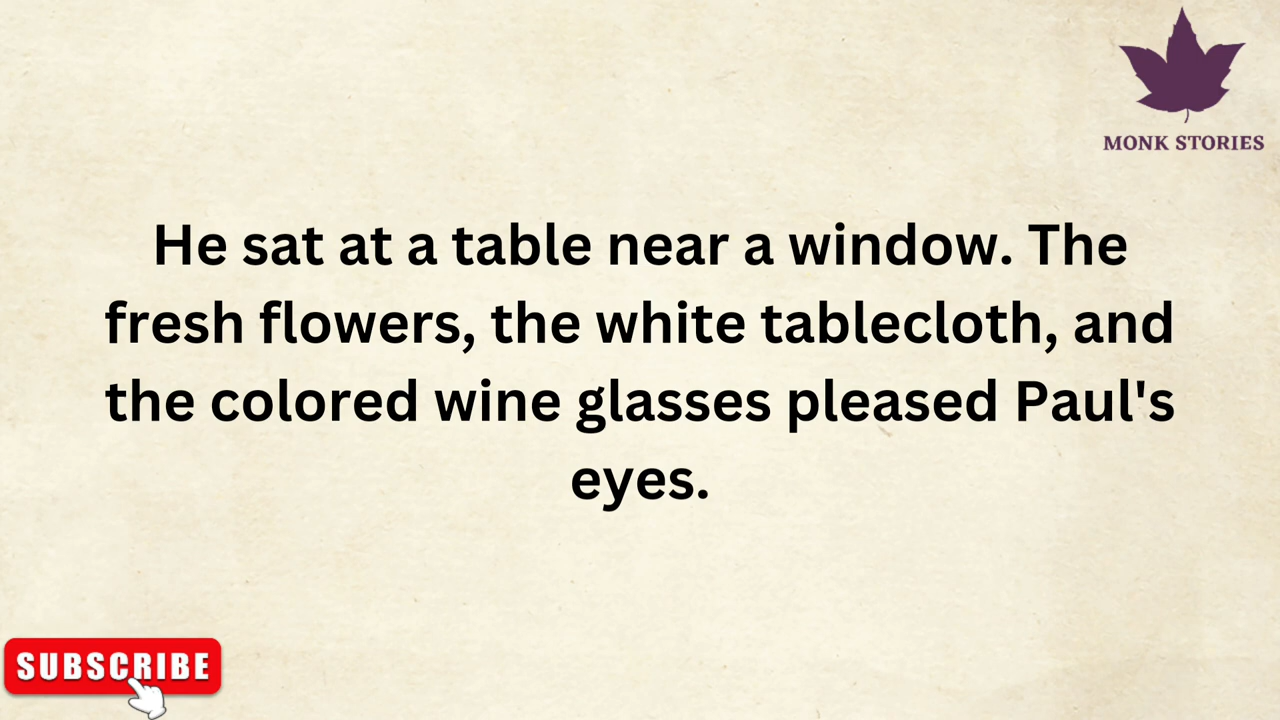 MONK STORIES
He sat at a table near a window. The
fresh flowers, the white tablecloth, and
the colored wine glasses pleased Paul's
eyes.
SUBSCRIBE